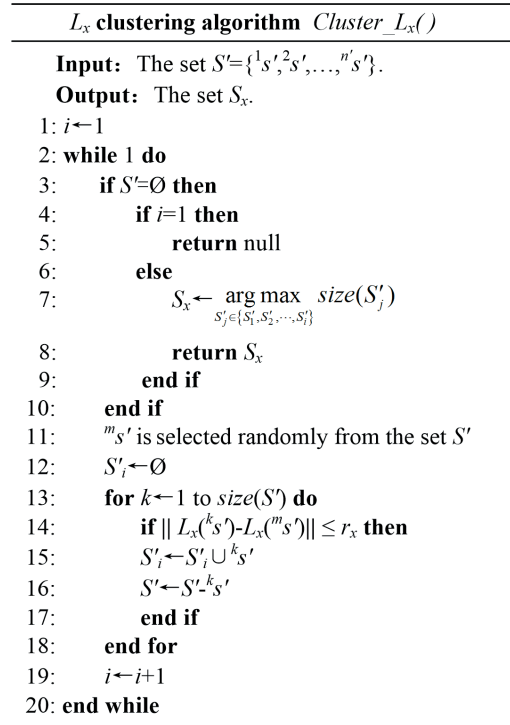 Lₓ clustering algorithm Cluster_Lₓ()
Input: The set S'={¹s',²s',…,ⁿ's'}.
Output: The set Sₓ.
1: i←1
2: while 1 do
3: if S'=Ø then
4: if i=1 then
5: return null
6: else
7: Sₓ← arg max size(S'ⱼ)
S'ⱼ∈{S'₁,S'₂,⋯,S'ᵢ}
8: return Sₓ
9: end if
10: end if
11: ᵐs' is selected randomly from the set S'
12: S'ᵢ←Ø
13: for k←1 to size(S') do
14: if || Lₓ(ᵏs')-Lₓ(ᵐs')|| ≤ rₓ then
15: S'ᵢ←S'ᵢ∪ᵏs'
16: S'←S'-ᵏs'
17: end if
18: end for
19: i←i+1
20: end while